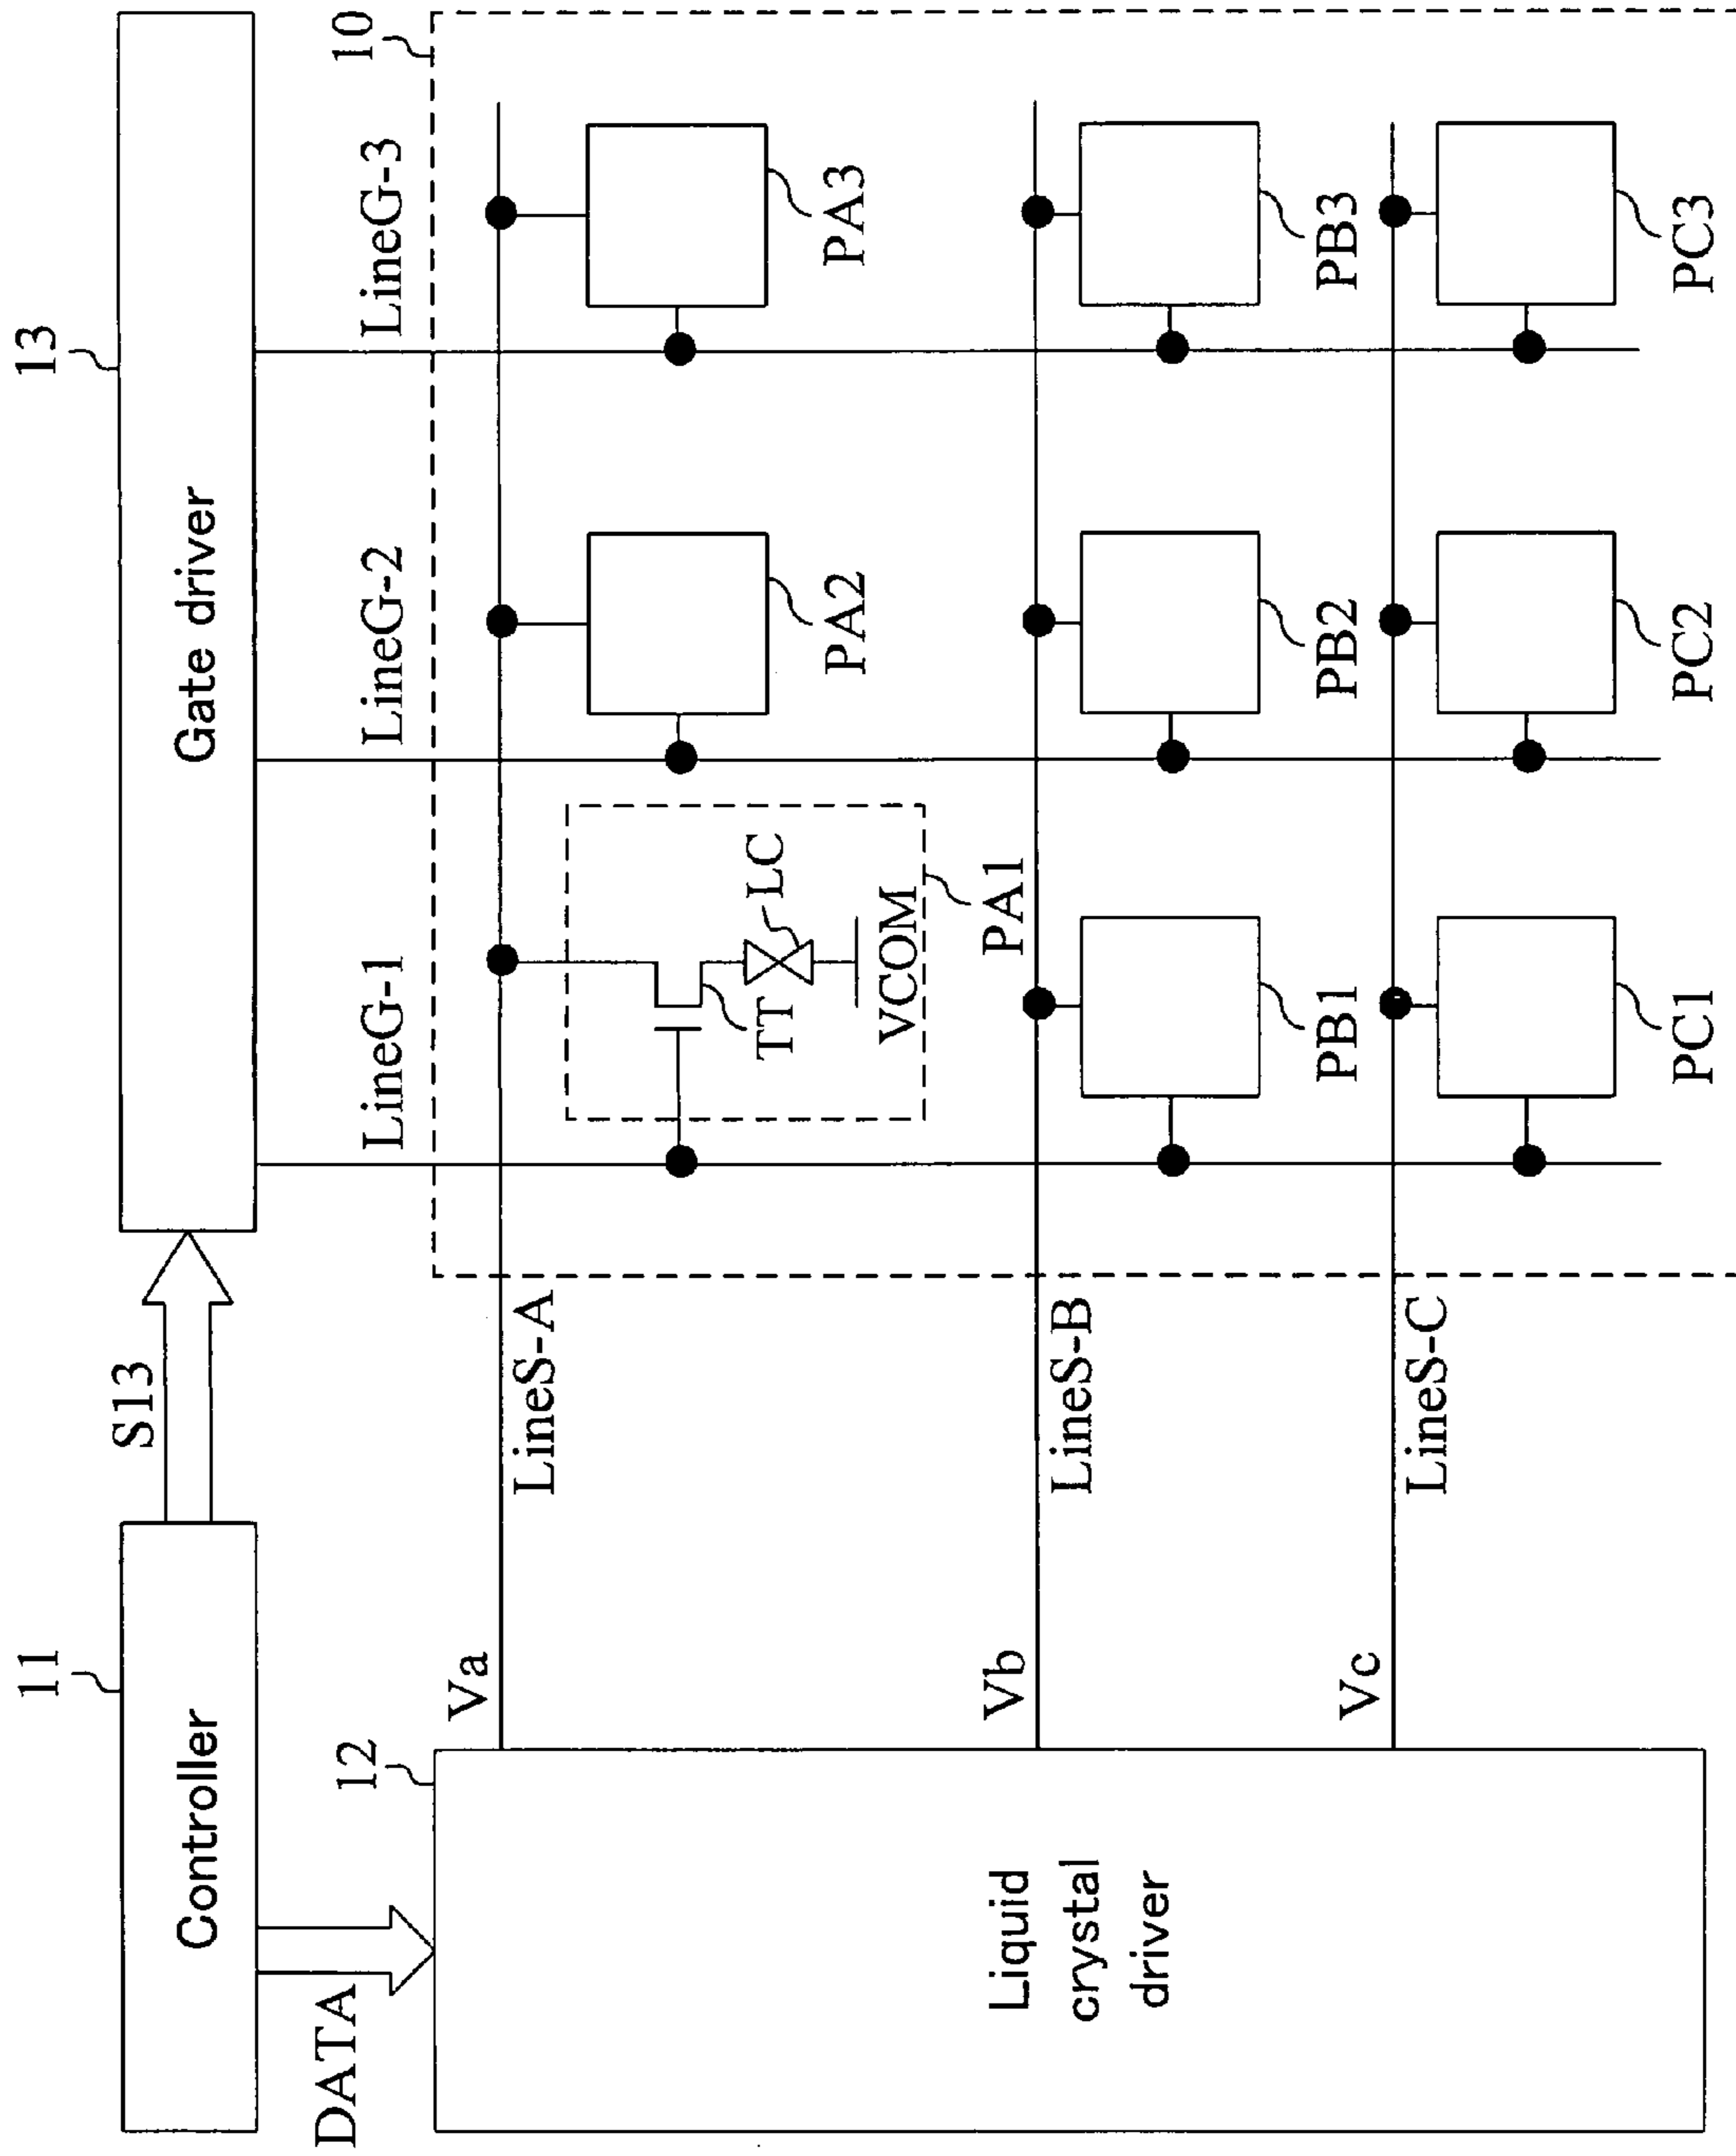 11
Controller
DATA
S13
13
Gate driver
12
Liquid
crystal
driver
10
LineG-1
LineG-2
LineG-3
Va
LineS-A
TT
LC
VCOM
PA1
PA2
PA3
Vb
LineS-B
PB1
PB2
PB3
Vc
LineS-C
PC1
PC2
PC3